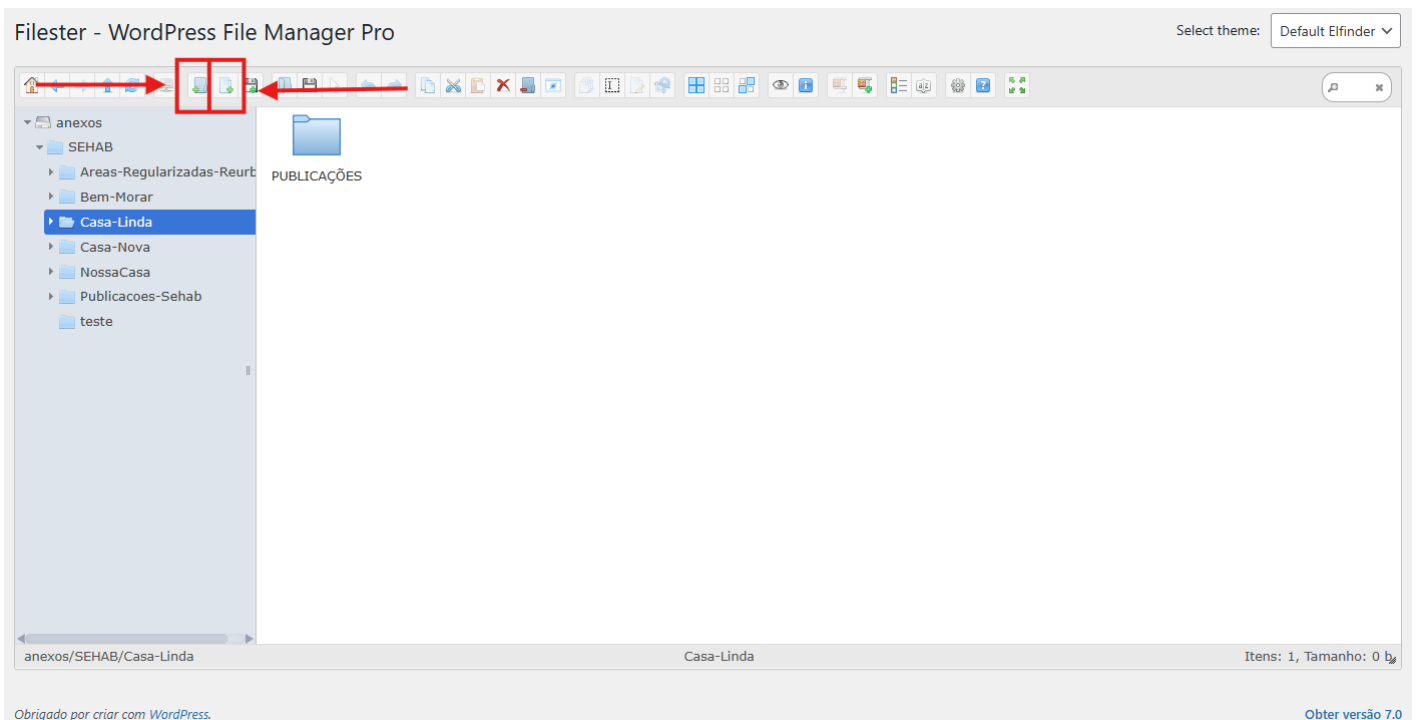 Filester - WordPress File Manager Pro
Select theme: Default Elfinder
anexos
SEHAB
Areas-Regularizadas-Reurb
PUBLICAÇÕES
Bem-Morar
Casa-Linda
Casa-Nova
NossaCasa
Publicacoes-Sehab
teste
anexos/SEHAB/Casa-Linda
Casa-Linda
Itens: 1, Tamanho: 0 b
Obrigado por criar com WordPress.
Obter versão 7.0